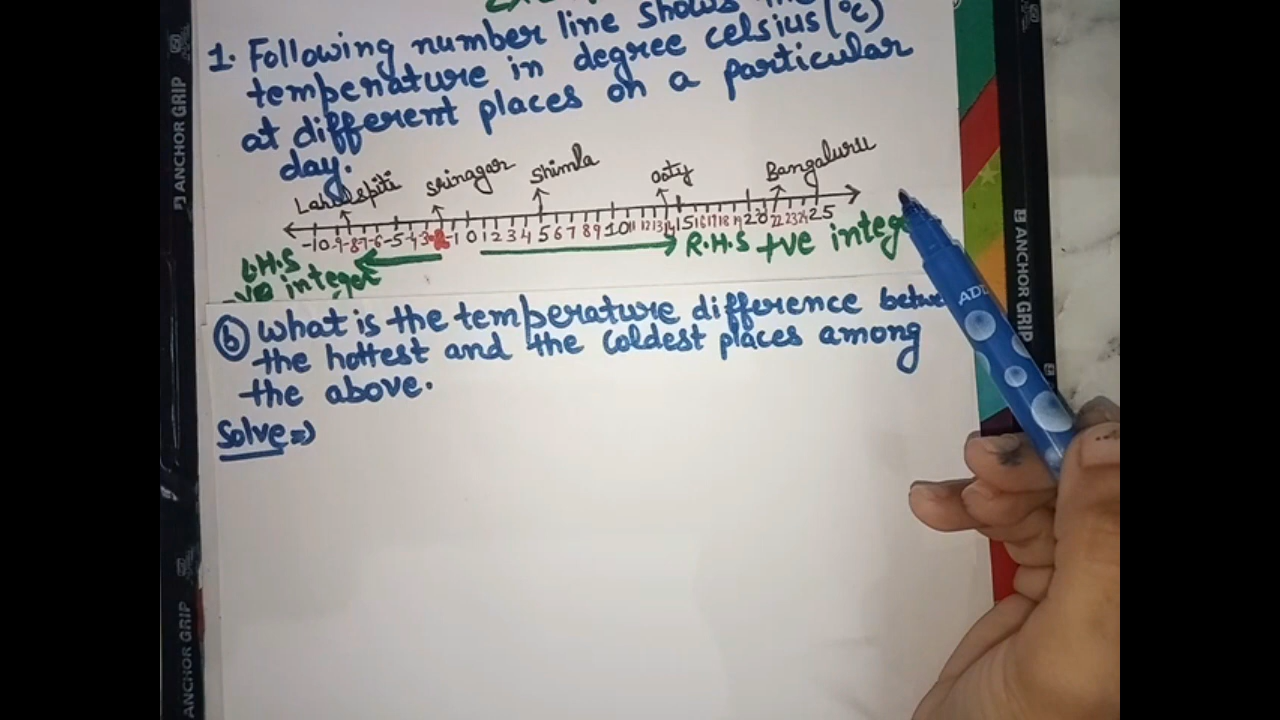 1. Following number line shows the
temperature in degree celsius (°c)
at different places on a particular
day.
Lahulspiti srinagar shimla ooty Bangaluru
-10 -9 -8 -7 -6 -5 -4 -3 -1 0 1 2 3 4 5 6 7 8 9 10 11 12 13 14 15 16 17 18 19 20 22 23 24 25
L.H.S
-ve integer
R.H.S +ve intege
(b) What is the temperature difference betwe
the hottest and the coldest places among
the above.
Solve =>
ANCHOR GRIP
ANCHOR GRIP
ANCHOR GRIP